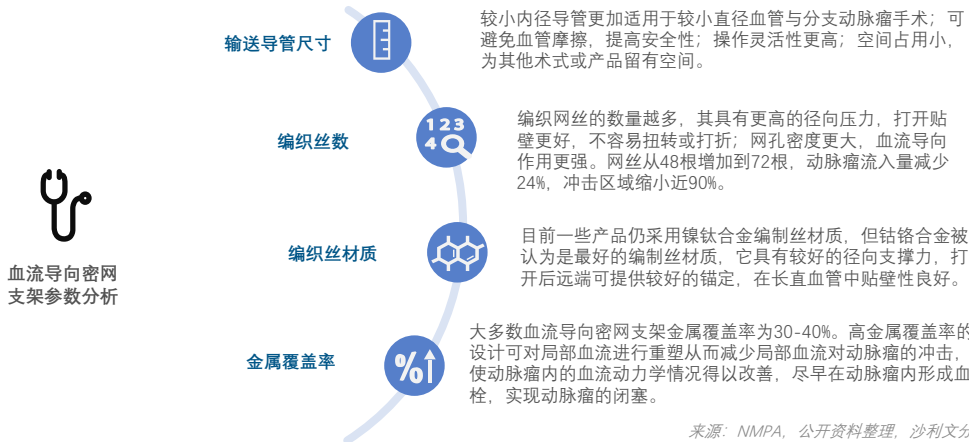 输送导管尺寸
较小内径导管更加适用于较小直径血管与分支动脉瘤手术；可
避免血管摩擦，提高安全性；操作灵活性更高；空间占用小，
为其他术式或产品留有空间。
编织丝数
1 2 3
4
编织网丝的数量越多，其具有更高的径向压力，打开贴
壁更好，不容易扭转或打折；网孔密度更大，血流导向
作用更强。网丝从48根增加到72根，动脉瘤流入量减少
24%，冲击区域缩小近90%。
血流导向密网
支架参数分析
编织丝材质
目前一些产品仍采用镍钛合金编制丝材质，但钴铬合金被
认为是最好的编制丝材质，它具有较好的径向支撑力，打
开后远端可提供较好的锚定，在长直血管中贴壁性良好。
金属覆盖率
%
大多数血流导向密网支架金属覆盖率为30-40%。高金属覆盖率的
设计可对局部血流进行重塑从而减少局部血流对动脉瘤的冲击，
使动脉瘤内的血流动力学情况得以改善，尽早在动脉瘤内形成血
栓，实现动脉瘤的闭塞。
来源：NMPA，公开资料整理，沙利文分